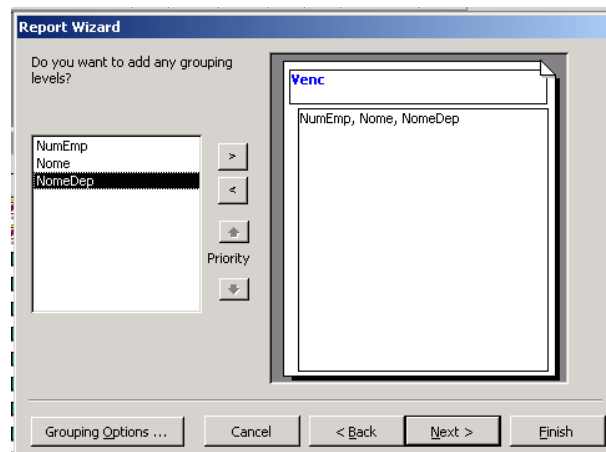 Report Wizard
Do you want to add any grouping
levels?
NumEmp
Nome
NomeDep
>
<
Priority
Venc
NumEmp, Nome, NomeDep
Grouping Options ...
Cancel
< Back
Next >
Finish